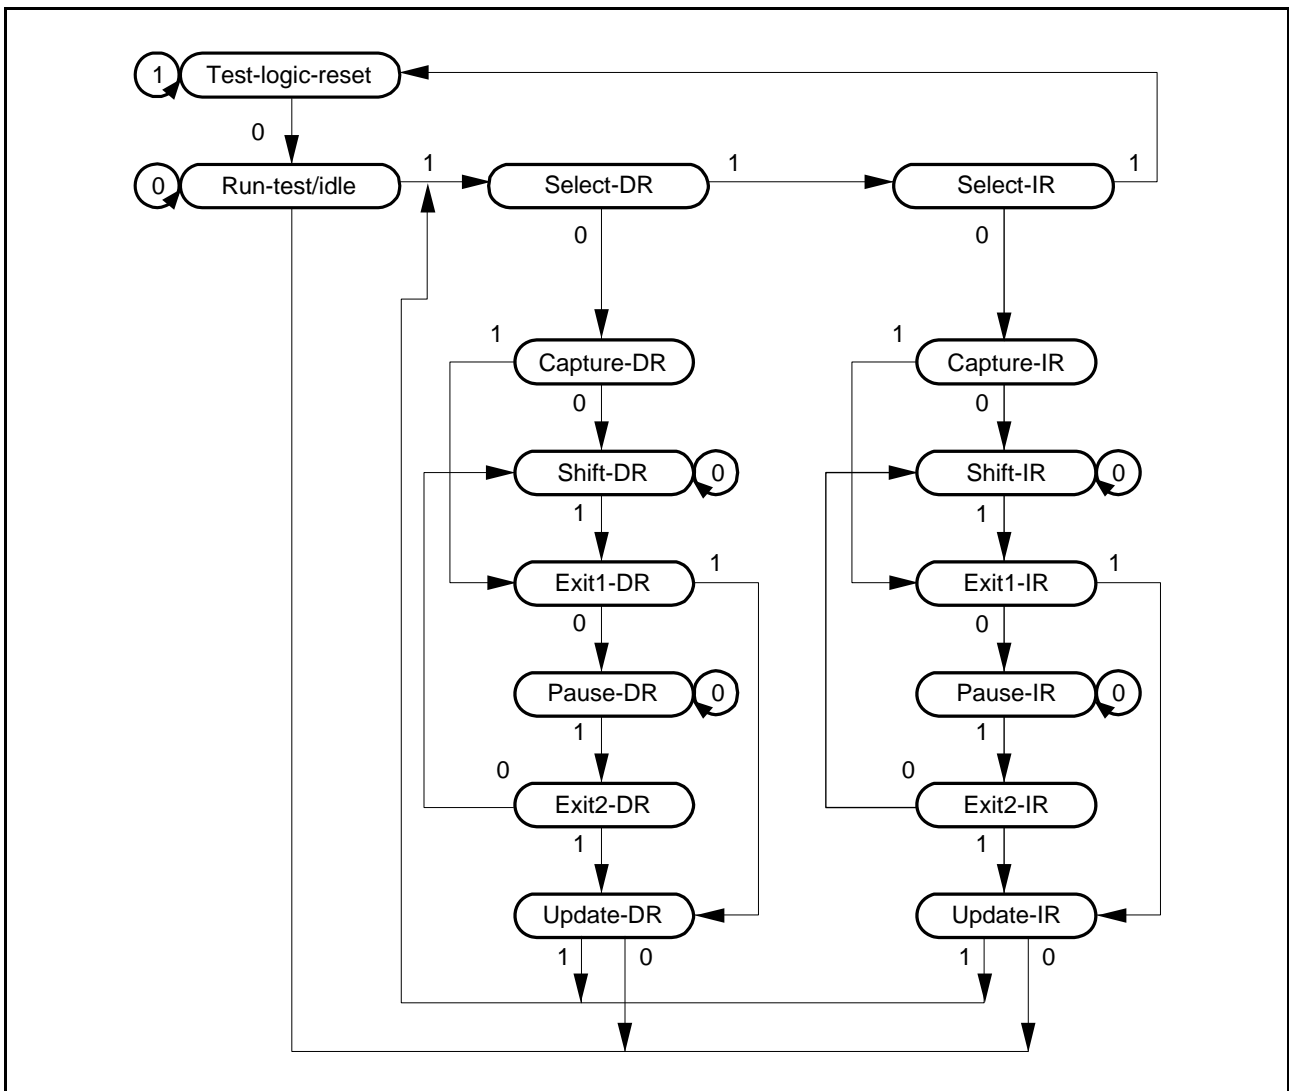 1 Test-logic-reset
0
0 Run-test/idle 1 Select-DR 1 Select-IR 1
0 0
1 1
Capture-DR Capture-IR
0 0
Shift-DR 0 Shift-IR 0
1 1
1 1
Exit1-DR Exit1-IR
0 0
Pause-DR 0 Pause-IR 0
1 1
0 0
Exit2-DR Exit2-IR
1 1
Update-DR Update-IR
1 0 1 0